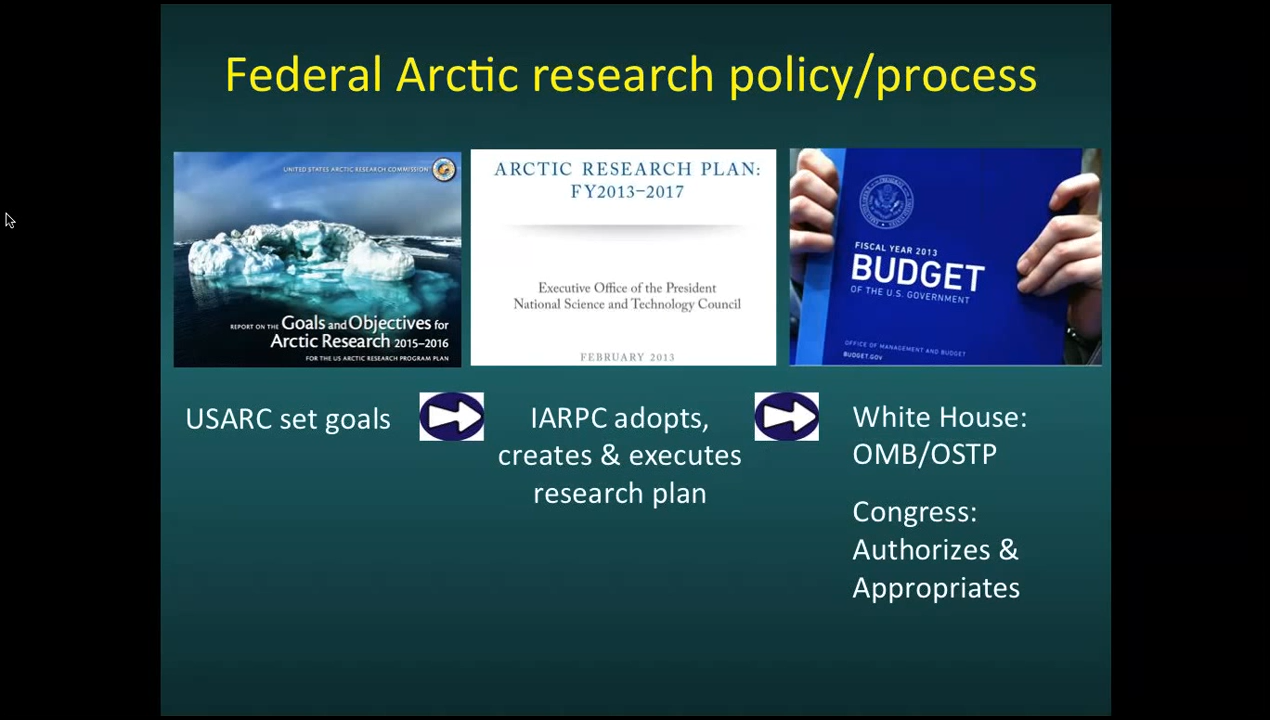 Federal Arctic research policy/process
UNITED STATES ARCTIC RESEARCH COMMISSION
REPORT ON THE Goals and Objectives for
Arctic Research 2015–2016
FOR THE US ARCTIC RESEARCH PROGRAM PLAN
ARCTIC RESEARCH PLAN:
FY2013–2017
Executive Office of the President
National Science and Technology Council
FEBRUARY 2013
FISCAL YEAR 2013
BUDGET
OF THE U.S. GOVERNMENT
OFFICE OF MANAGEMENT AND BUDGET
BUDGET.GOV
USARC set goals
IARPC adopts,
creates & executes
research plan
White House:
OMB/OSTP
Congress:
Authorizes &
Appropriates